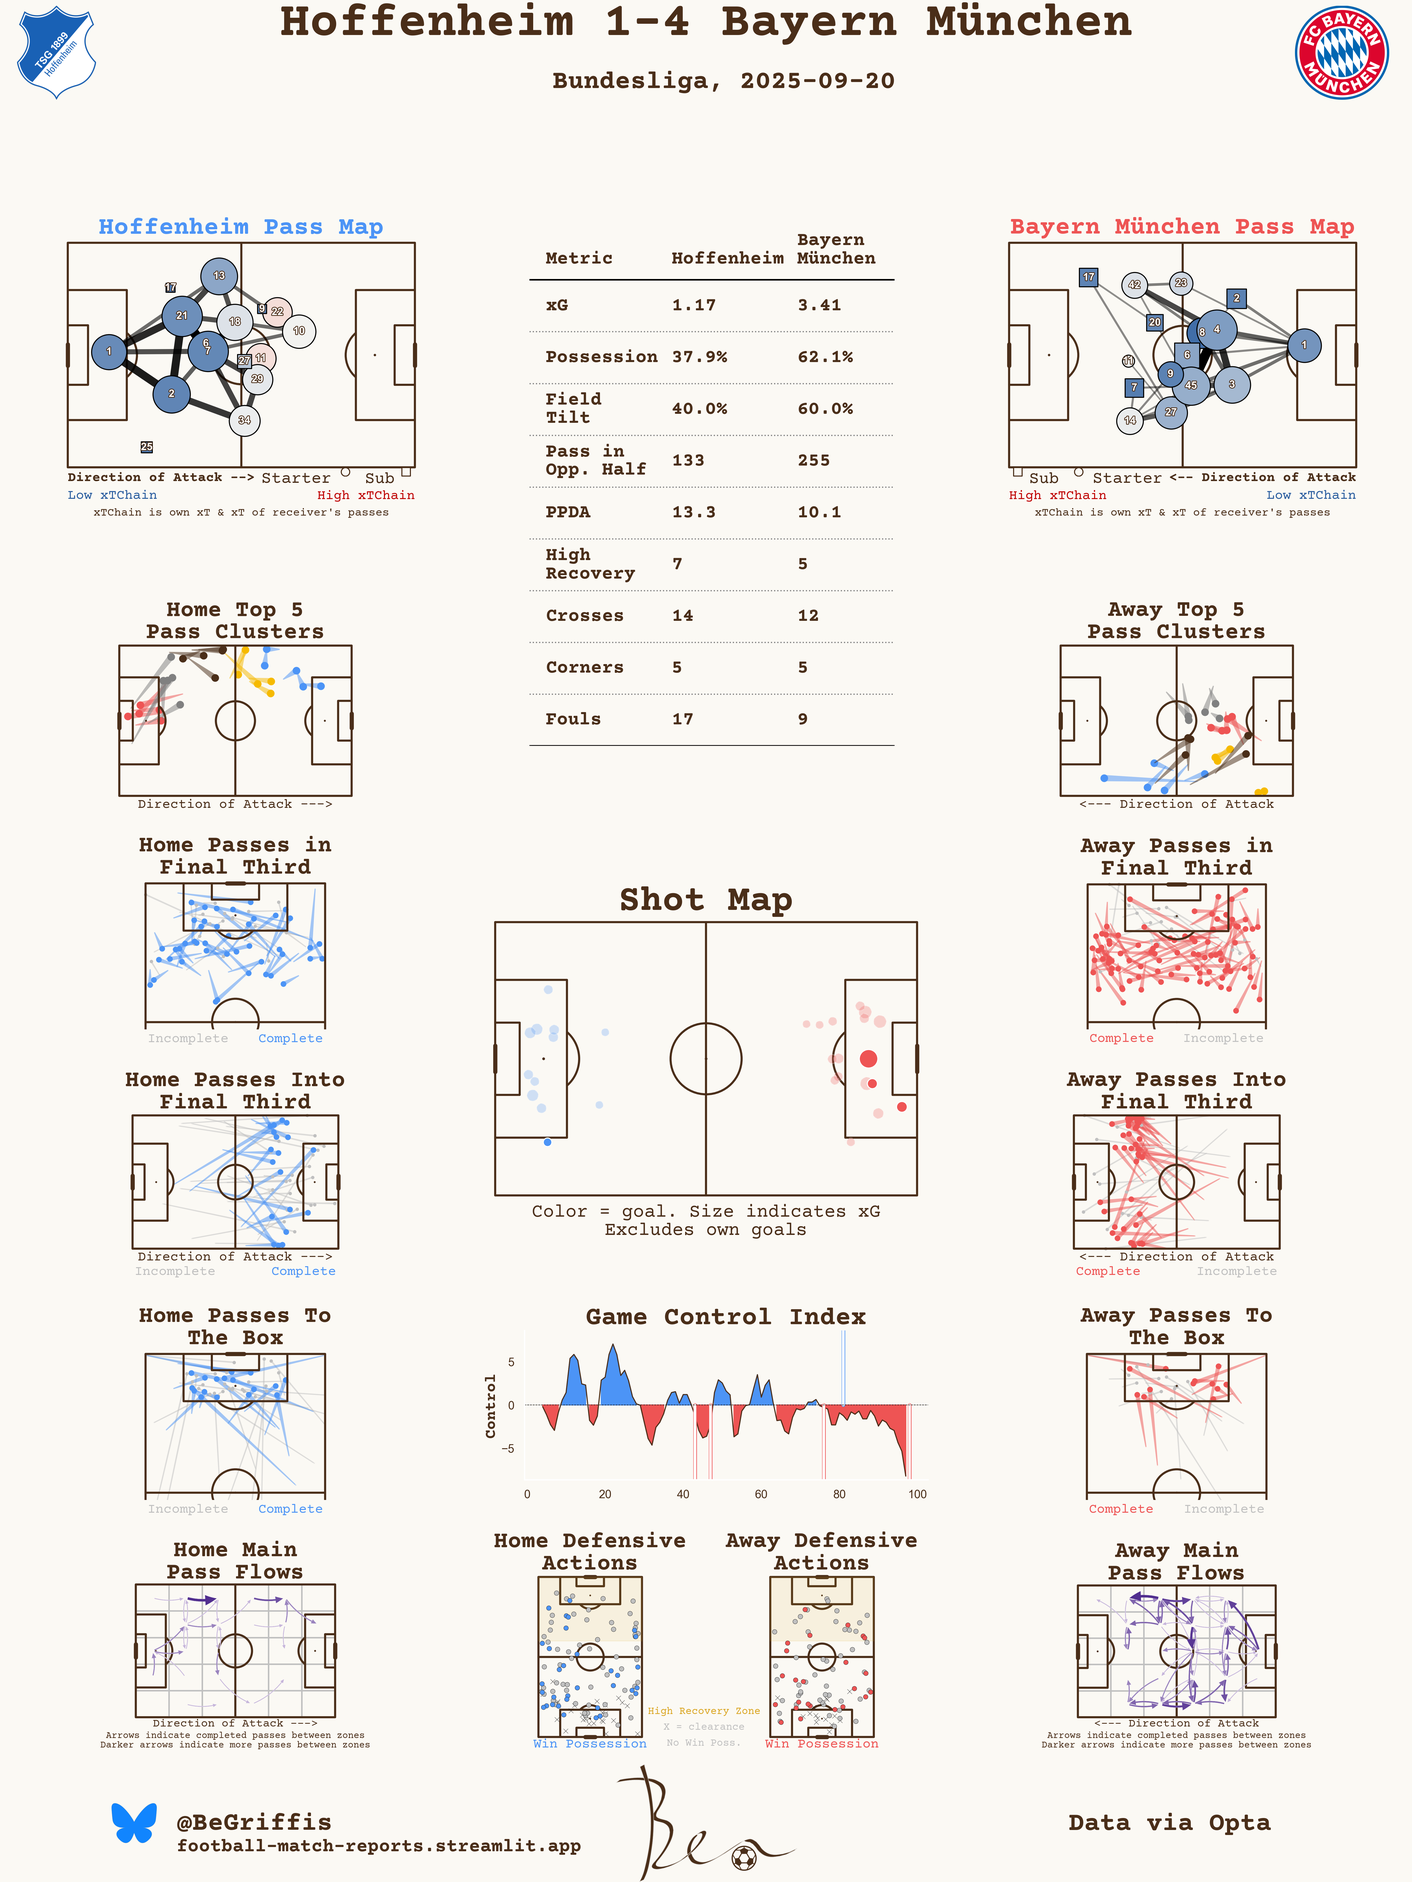 Hoffenheim 1-4 Bayern München
Bundesliga, 2025-09-20
TSG 1899
Hoffenheim
FC BAYERN
MÜNCHEN
Hoffenheim Pass Map
13
17
21
18
9
22
10
1
6
7
27
11
29
2
34
25
Direction of Attack --> Starter Sub
Low xTChain High xTChain
xTChain is own xT & xT of receiver's passes
Metric Hoffenheim Bayern München
xG 1.17 3.41
Possession 37.9% 62.1%
Field Tilt 40.0% 60.0%
Pass in Opp. Half 133 255
PPDA 13.3 10.1
High Recovery 7 5
Crosses 14 12
Corners 5 5
Fouls 17 9
Bayern München Pass Map
17
42
23
2
20
8
4
1
6
11
9
7
45
3
27
14
Sub Starter <-- Direction of Attack
High xTChain Low xTChain
xTChain is own xT & xT of receiver's passes
Home Top 5
Pass Clusters
Direction of Attack --->
Away Top 5
Pass Clusters
<--- Direction of Attack
Home Passes in
Final Third
Incomplete Complete
Away Passes in
Final Third
Complete Incomplete
Shot Map
Color = goal. Size indicates xG
Excludes own goals
Home Passes Into
Final Third
Direction of Attack --->
Incomplete Complete
Away Passes Into
Final Third
<--- Direction of Attack
Complete Incomplete
Home Passes To
The Box
Incomplete Complete
Game Control Index
Control
5
0
−5
0 20 40 60 80 100
Away Passes To
The Box
Complete Incomplete
Home Main
Pass Flows
Direction of Attack --->
Arrows indicate completed passes between zones
Darker arrows indicate more passes between zones
Home Defensive
Actions
Win Possession
High Recovery Zone
X = clearance
No Win Poss.
Away Defensive
Actions
Win Possession
Away Main
Pass Flows
<--- Direction of Attack
Arrows indicate completed passes between zones
Darker arrows indicate more passes between zones
@BeGriffis
football-match-reports.streamlit.app
Ben
Data via Opta